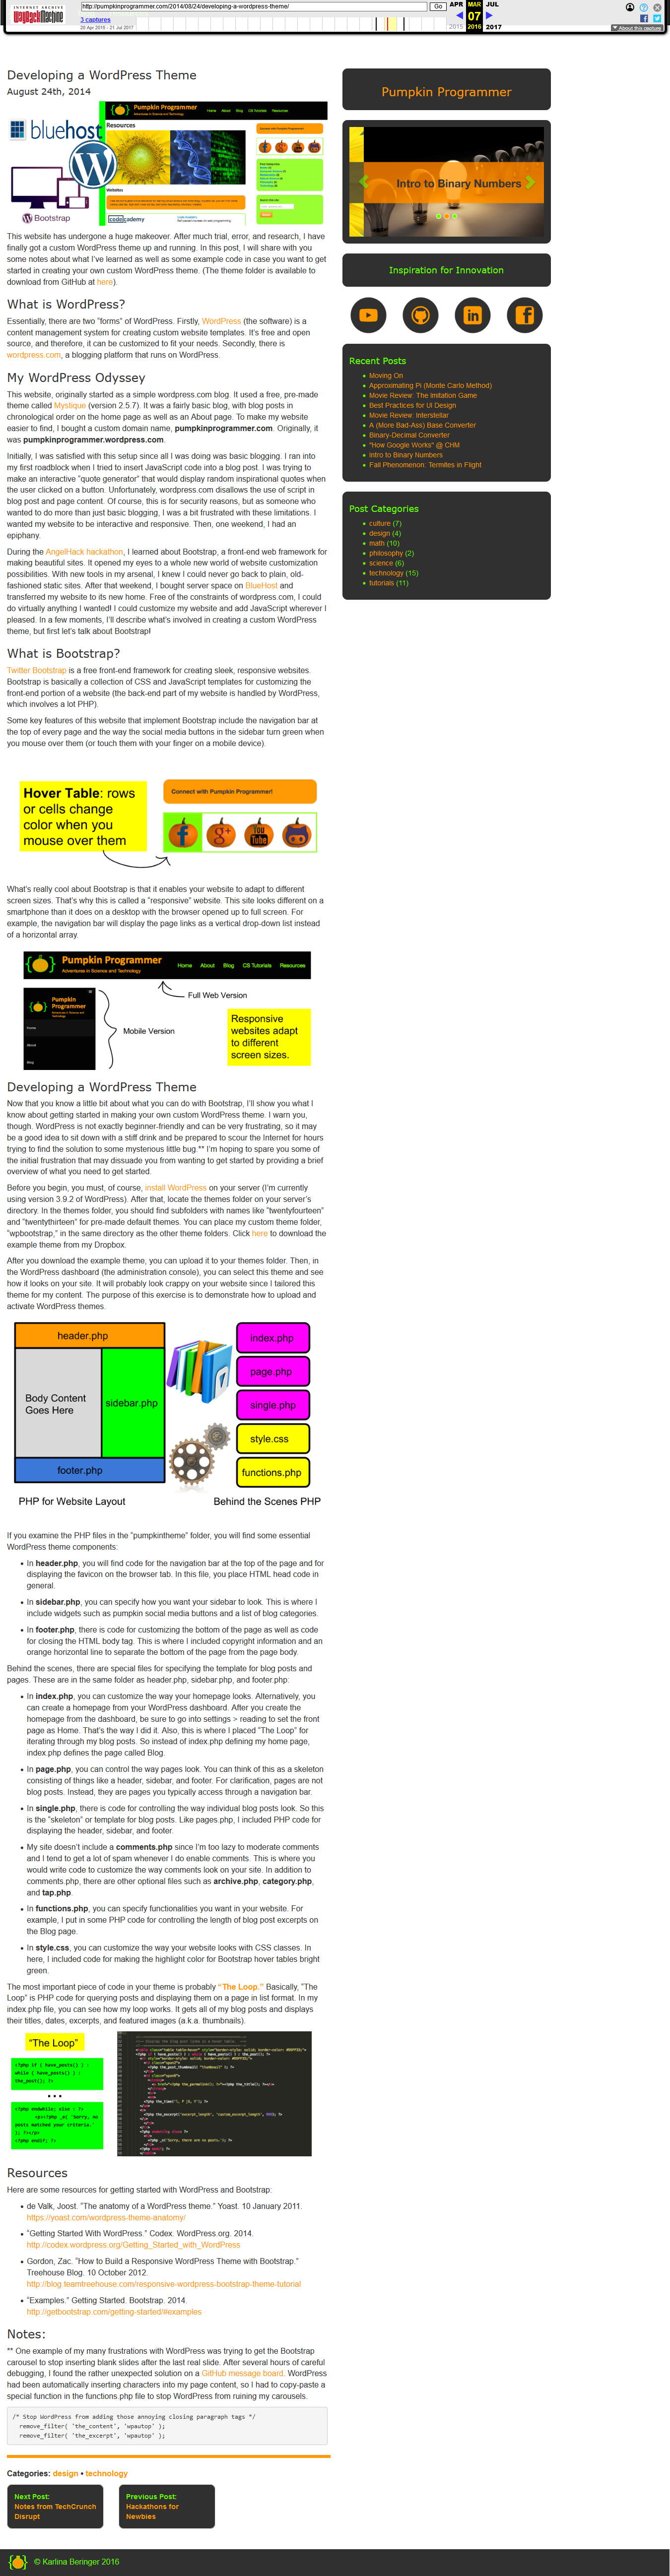 INTERNET ARCHIVE
WayBackMachine
http://pumpkinprogrammer.com/2014/08/24/developing-a-wordpress-theme/
Go
APR MAR JUL
07
2015 2016 2017
3 captures
20 Apr 2015 - 21 Jul 2017
About this capture
Developing a WordPress Theme
August 24th, 2014
bluehost
Bootstrap
Pumpkin Programmer
Adventures in Science and Technology
Home About Blog CS Tutorials Resources
Resources
Websites
codecademy
This website has undergone a huge makeover. After much trial, error, and research, I have
finally got a custom WordPress theme up and running. In this post, I will share with you
some notes about what I've learned as well as some example code in case you want to get
started in creating your own custom WordPress theme. (The theme folder is available to
download from GitHub at here).
What is WordPress?
Essentially, there are two "forms" of WordPress. Firstly, WordPress (the software) is a
content management system for creating custom website templates. It's free and open
source, and therefore, it can be customized to fit your needs. Secondly, there is
wordpress.com, a blogging platform that runs on WordPress.
My WordPress Odyssey
This website, originally started as a simple wordpress.com blog. It used a free, pre-made
theme called Mystique (version 2.5.7). It was a fairly basic blog, with blog posts in
chronological order on the home page as well as an About page. To make my website
easier to find, I bought a custom domain name, pumpkinprogrammer.com. Originally, it
was pumpkinprogrammer.wordpress.com.
Initially, I was satisfied with this setup since all I was doing was basic blogging. I ran into
my first roadblock when I tried to insert JavaScript code into a blog post. I was trying to
make an interactive "quote generator" that would display random inspirational quotes when
the user clicked on a button. Unfortunately, wordpress.com disallows the use of script in
blog post and page content. Of course, this is for security reasons, but as someone who
wanted to do more than just basic blogging, I was a bit frustrated with these limitations. I
wanted my website to be interactive and responsive. Then, one weekend, I had an
epiphany.
During the AngelHack hackathon, I learned about Bootstrap, a front-end web framework for
making beautiful sites. It opened my eyes to a whole new world of website customization
possibilities. With new tools in my arsenal, I knew I could never go back to plain, old-
fashioned static sites. After that weekend, I bought server space on BlueHost and
transferred my website to its new home. Free of the constraints of wordpress.com, I could
do virtually anything I wanted! I could customize my website and add JavaScript wherever I
pleased. In a few moments, I'll describe what's involved in creating a custom WordPress
theme, but first let's talk about Bootstrap!
What is Bootstrap?
Twitter Bootstrap is a free front-end framework for creating sleek, responsive websites.
Bootstrap is basically a collection of CSS and JavaScript templates for customizing the
front-end portion of a website (the back-end part of my website is handled by WordPress,
which involves a lot PHP).
Some key features of this website that implement Bootstrap include the navigation bar at
the top of every page and the way the social media buttons in the sidebar turn green when
you mouse over them (or touch them with your finger on a mobile device).
Hover Table: rows
or cells change
color when you
mouse over them
Connect with Pumpkin Programmer!
What's really cool about Bootstrap is that it enables your website to adapt to different
screen sizes. That's why this is called a "responsive" website. This site looks different on a
smartphone than it does on a desktop with the browser opened up to full screen. For
example, the navigation bar will display the page links as a vertical drop-down list instead
of a horizontal array.
Pumpkin Programmer
Adventures in Science and Technology
Home About Blog CS Tutorials Resources
Full Web Version
Pumpkin
Programmer
Adventures in Science and
Technology
Home
About
Blog
Mobile Version
Responsive
websites adapt
to different
screen sizes.
Developing a WordPress Theme
Now that you know a little bit about what you can do with Bootstrap, I'll show you what I
know about getting started in making your own custom WordPress theme. I warn you,
though. WordPress is not exactly beginner-friendly and can be very frustrating, so it may
be a good idea to sit down with a stiff drink and be prepared to scour the Internet for hours
trying to find the solution to some mysterious little bug.** I'm hoping to spare you some of
the initial frustration that may dissuade you from wanting to get started by providing a brief
overview of what you need to get started.
Before you begin, you must, of course, install WordPress on your server (I'm currently
using version 3.9.2 of WordPress). After that, locate the themes folder on your server's
directory. In the themes folder, you should find subfolders with names like "twentyfourteen"
and "twentythirteen" for pre-made default themes. You can place my custom theme folder,
"wpbootstrap," in the same directory as the other theme folders. Click here to download the
example theme from my Dropbox.
After you download the example theme, you can upload it to your themes folder. Then, in
the WordPress dashboard (the administration console), you can select this theme and see
how it looks on your site. It will probably look crappy on your website since I tailored this
theme for my content. The purpose of this exercise is to demonstrate how to upload and
activate WordPress themes.
header.php
Body Content
Goes Here
sidebar.php
footer.php
index.php
page.php
single.php
style.css
functions.php
PHP for Website Layout
Behind the Scenes PHP
If you examine the PHP files in the "pumpkintheme" folder, you will find some essential
WordPress theme components:
In header.php, you will find code for the navigation bar at the top of the page and for
displaying the favicon on the browser tab. In this file, you place HTML head code in
general.
In sidebar.php, you can specify how you want your sidebar to look. This is where I
include widgets such as pumpkin social media buttons and a list of blog categories.
In footer.php, there is code for customizing the bottom of the page as well as code
for closing the HTML body tag. This is where I included copyright information and an
orange horizontal line to separate the bottom of the page from the page body.
Behind the scenes, there are special files for specifying the template for blog posts and
pages. These are in the same folder as header.php, sidebar.php, and footer.php:
In index.php, you can customize the way your homepage looks. Alternatively, you
can create a homepage from your WordPress dashboard. After you create the
homepage from the dashboard, be sure to go into settings > reading to set the front
page as Home. That's the way I did it. Also, this is where I placed "The Loop" for
iterating through my blog posts. So instead of index.php defining my home page,
index.php defines the page called Blog.
In page.php, you can control the way pages look. You can think of this as a skeleton
consisting of things like a header, sidebar, and footer. For clarification, pages are not
blog posts. Instead, they are pages you typically access through a navigation bar.
In single.php, there is code for controlling the way individual blog posts look. So this
is the "skeleton" or template for blog posts. Like pages.php, I included PHP code for
displaying the header, sidebar, and footer.
My site doesn't include a comments.php since I'm too lazy to moderate comments
and I tend to get a lot of spam whenever I do enable comments. This is where you
would write code to customize the way comments look on your site. In addition to
comments.php, there are other optional files such as archive.php, category.php,
and tap.php.
In functions.php, you can specify functionalities you want in your website. For
example, I put in some PHP code for controlling the length of blog post excerpts on
the Blog page.
In style.css, you can customize the way your website looks with CSS classes. In
here, I included code for making the highlight color for Bootstrap hover tables bright
green.
The most important piece of code in your theme is probably "The Loop." Basically, "The
Loop" is PHP code for querying posts and displaying them on a page in list format. In my
index.php file, you can see how my loop works. It gets all of my blog posts and displays
their titles, dates, excerpts, and featured images (a.k.a. thumbnails).
"The Loop"
<?php if ( have_posts() ) :
while ( have_posts() ) :
the_post(); ?>
...
<?php endwhile; else : ?>
<p><?php _e( 'Sorry, no
posts matched your criteria.'
); ?></p>
<?php endif; ?>
Resources
Here are some resources for getting started with WordPress and Bootstrap:
de Valk, Joost. "The anatomy of a WordPress theme." Yoast. 10 January 2011.
https://yoast.com/wordpress-theme-anatomy/
"Getting Started With WordPress." Codex. WordPress.org. 2014.
http://codex.wordpress.org/Getting_Started_with_WordPress
Gordon, Zac. "How to Build a Responsive WordPress Theme with Bootstrap."
Treehouse Blog. 10 October 2012.
http://blog.teamtreehouse.com/responsive-wordpress-bootstrap-theme-tutorial
"Examples." Getting Started. Bootstrap. 2014.
http://getbootstrap.com/getting-started/#examples
Notes:
** One example of my many frustrations with WordPress was trying to get the Bootstrap
carousel to stop inserting blank slides after the last real slide. After several hours of careful
debugging, I found the rather unexpected solution on a GitHub message board. WordPress
had been automatically inserting characters into my page content, so I had to copy-paste a
special function in the functions.php file to stop WordPress from ruining my carousels.
/* Stop WordPress from adding those annoying closing paragraph tags */
remove_filter( 'the_content', 'wpautop' );
remove_filter( 'the_excerpt', 'wpautop' );
Categories: design • technology
Next Post:
Notes from TechCrunch
Disrupt
Previous Post:
Hackathons for
Newbies
© Karlina Beringer 2016
Pumpkin Programmer
Intro to Binary Numbers
Inspiration for Innovation
Recent Posts
Moving On
Approximating Pi (Monte Carlo Method)
Movie Review: The Imitation Game
Best Practices for UI Design
Movie Review: Interstellar
A (More Bad-Ass) Base Converter
Binary-Decimal Converter
"How Google Works" @ CHM
Intro to Binary Numbers
Fall Phenomenon: Termites in Flight
Post Categories
culture (7)
design (4)
math (10)
philosophy (2)
science (6)
technology (15)
tutorials (11)